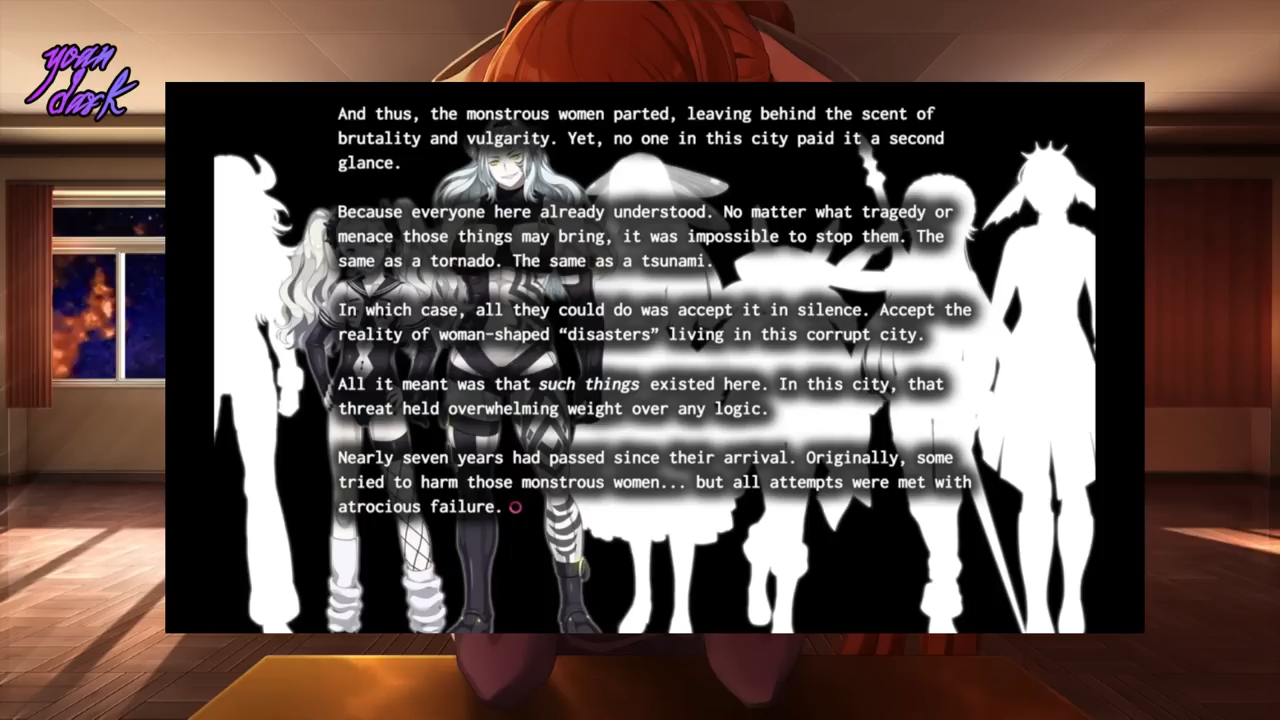 yoan
dask
And thus, the monstrous women parted, leaving behind the scent of
brutality and vulgarity. Yet, no one in this city paid it a second
glance.
Because everyone here already understood. No matter what tragedy or
menace those things may bring, it was impossible to stop them. The
same as a tornado. The same as a tsunami.
In which case, all they could do was accept it in silence. Accept the
reality of woman-shaped “disasters” living in this corrupt city.
All it meant was that such things existed here. In this city, that
threat held overwhelming weight over any logic.
Nearly seven years had passed since their arrival. Originally, some
tried to harm those monstrous women... but all attempts were met with
atrocious failure.